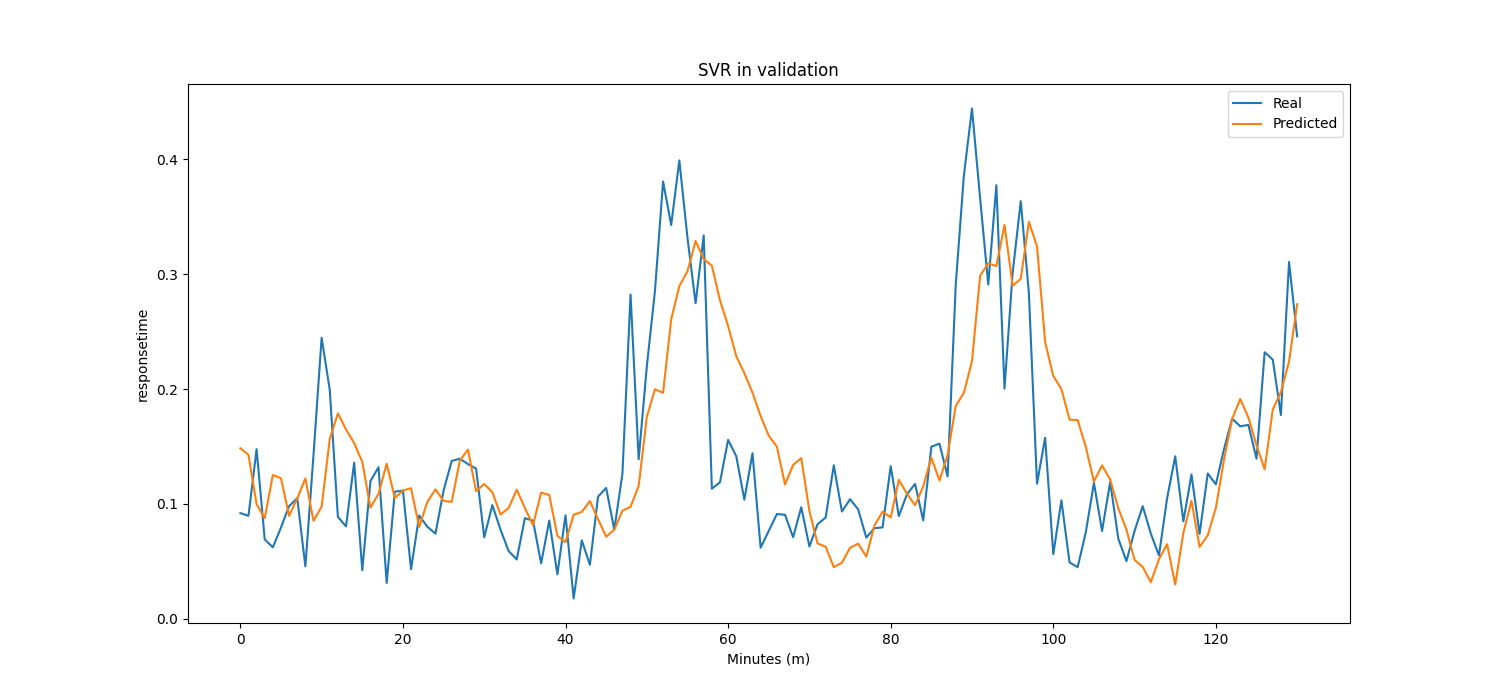 SVR in validation
Real
Predicted
responsetime
0.4
0.3
0.2
0.1
0.0
0 20 40 60 80 100 120
Minutes (m)